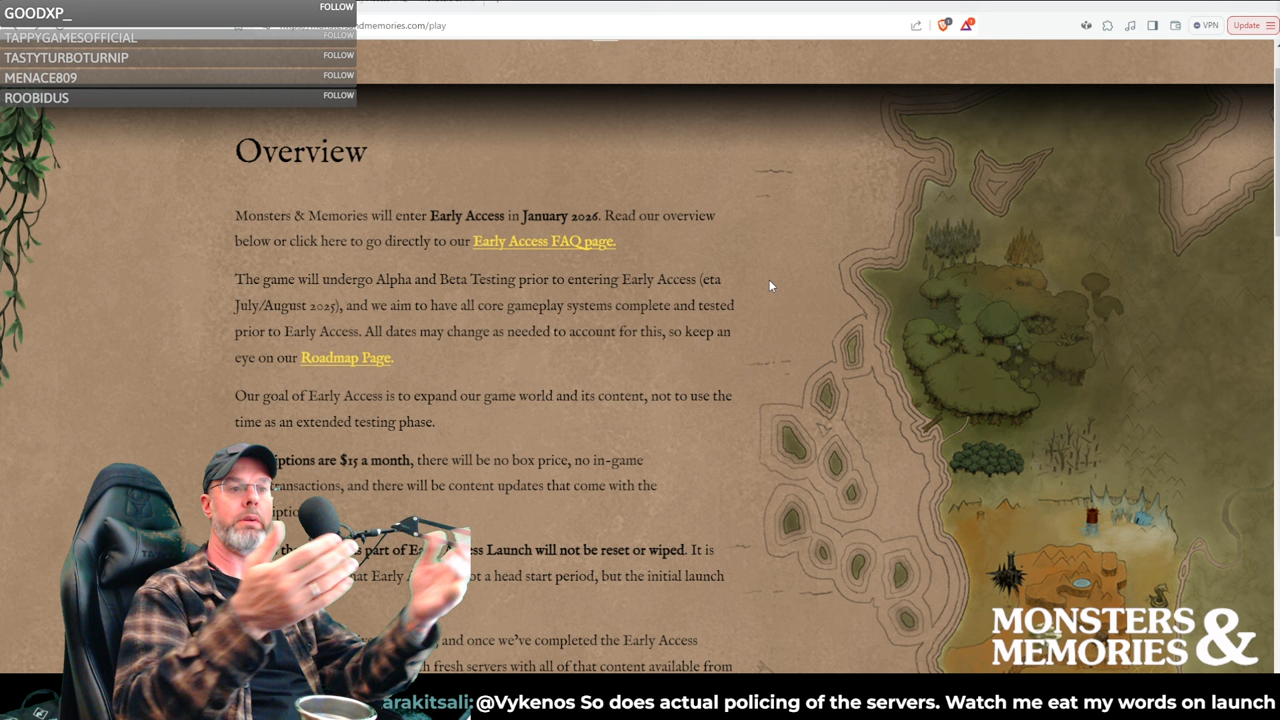 GOODXP_ FOLLOW
TAPPYGAMESOFFICIAL FOLLOW
TASTYTURBOTURNIP FOLLOW
MENACE809 FOLLOW
ROOBIDUS FOLLOW
ndmemories.com/play
VPN
Update
Overview
Monsters & Memories will enter Early Access in January 2026. Read our overview
below or click here to go directly to our Early Access FAQ page.
The game will undergo Alpha and Beta Testing prior to entering Early Access (eta
July/August 2025), and we aim to have all core gameplay systems complete and tested
prior to Early Access. All dates may change as needed to account for this, so keep an
eye on our Roadmap Page.
Our goal of Early Access is to expand our game world and its content, not to use the
time as an extended testing phase.
iptions are $15 a month, there will be no box price, no in-game
ransactions, and there will be content updates that come with the
iptio
part of Ea ss Launch will not be reset or wiped. It is
at Early A ot a head start period, but the initial launch
, and once we've completed the Early Access
h fresh servers with all of that content available from
MONSTERS & MEMORIES
arakitsali: @Vykenos So does actual policing of the servers. Watch me eat my words on launch